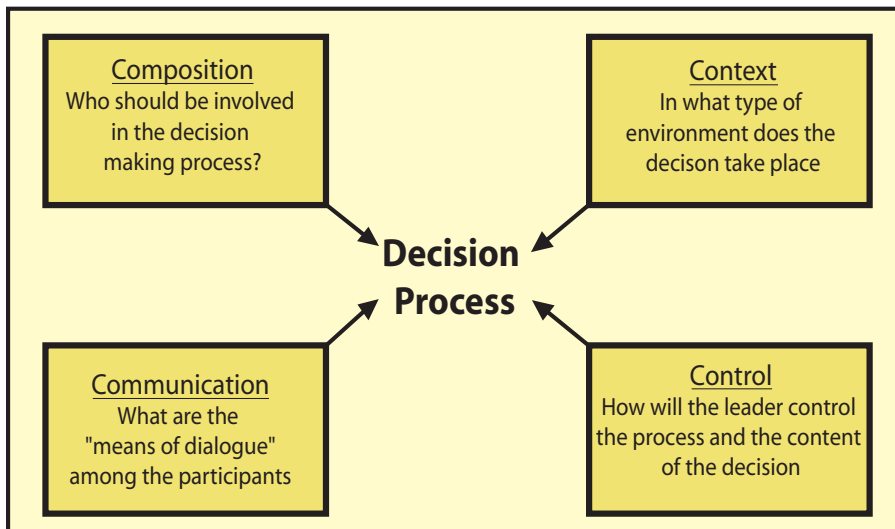 Composition
Who should be involved
in the decision
making process?
Context
In what type of
environment does the
decison take place
Decision
Process
Communication
What are the
"means of dialogue"
among the participants
Control
How will the leader control
the process and the content
of the decision